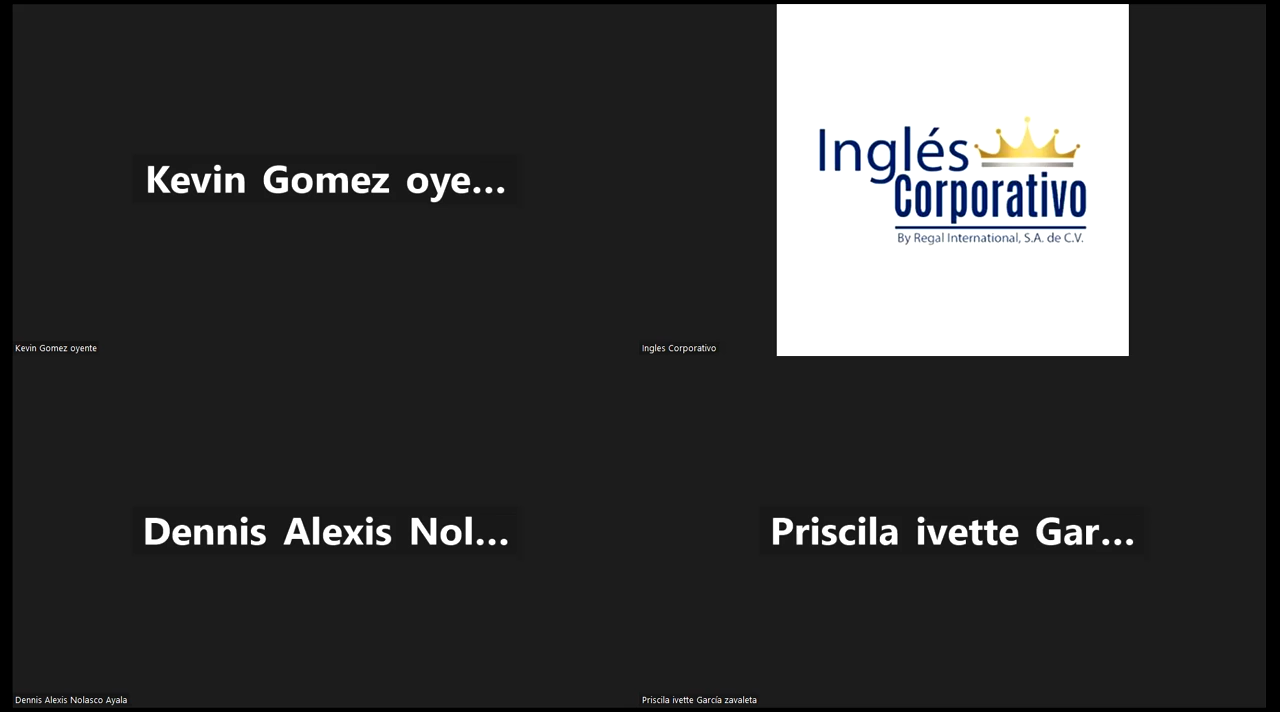 Kevin Gomez oye...
Kevin Gomez oyente
Inglés
Corporativo
By Regal International, S.A. de C.V.
Ingles Corporativo
Dennis Alexis Nol...
Dennis Alexis Nolasco Ayala
Priscila ivette Gar...
Priscila ivette García zavaleta